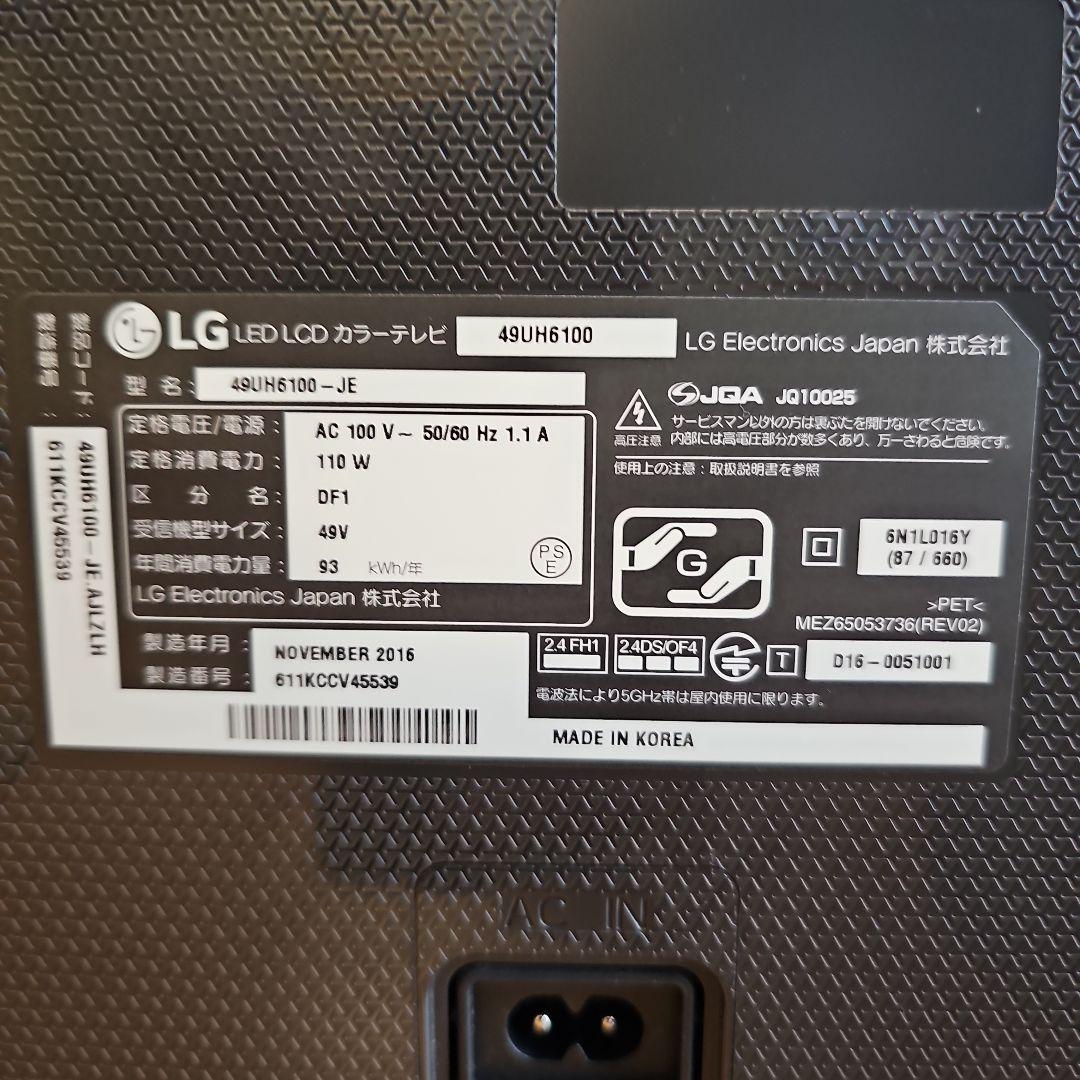 LG LED LCD カラーテレビ 49UH6100 LG Electronics Japan 株式会社
型 名: 49UH6100-JE
定格電圧/電源: AC 100 V~ 50/60 Hz 1.1 A
定格消費電力: 110 W
区 分 名: DF1
受信機型サイズ: 49V
年間消費電力量: 93 kWh/年
PSE
LG Electronics Japan 株式会社
製造年月: NOVEMBER 2016
製造番号: 611KCCV45539
JQA JQ10025
高圧注意
サービスマン以外の方は裏ぶたを開けないでください。
内部には高電圧部分が数多くあり、万一さわると危険です。
使用上の注意:取扱説明書を参照
G
6N1L016Y
(87 / 660)
>PET<
MEZ65053736(REV02)
2.4 FH1 2.4DS/OF4 T D16-0051001
電波法により5GHz帯は屋内使用に限ります。
MADE IN KOREA
49UH6100-JE.AJLZLH
611KCCV45539
AC IN